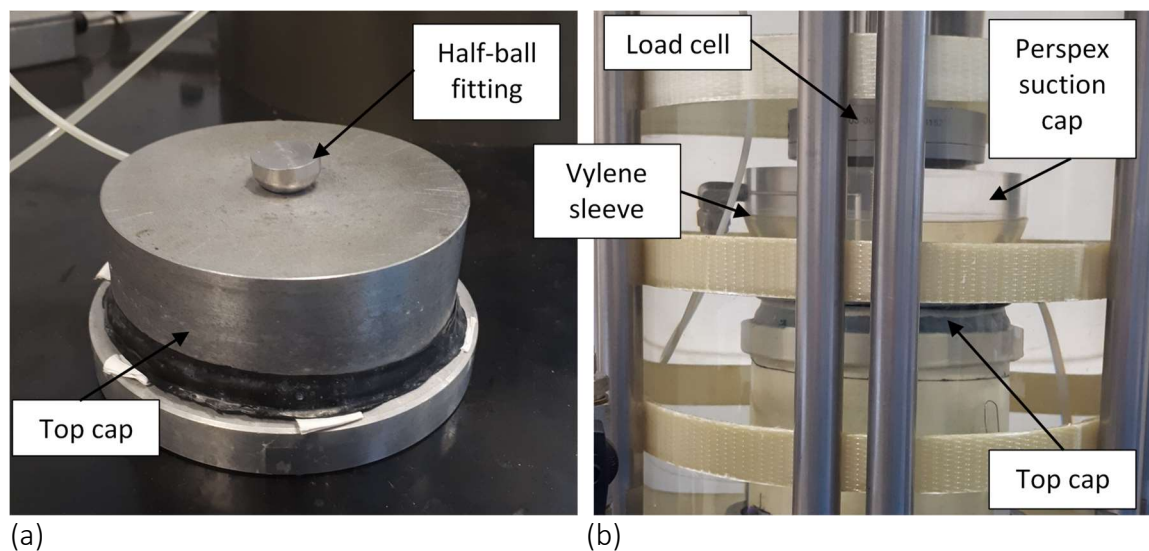 Half-ball
fitting
Top cap
(a)
Load cell
Perspex
suction
cap
Vylene
sleeve
Top cap
(b)